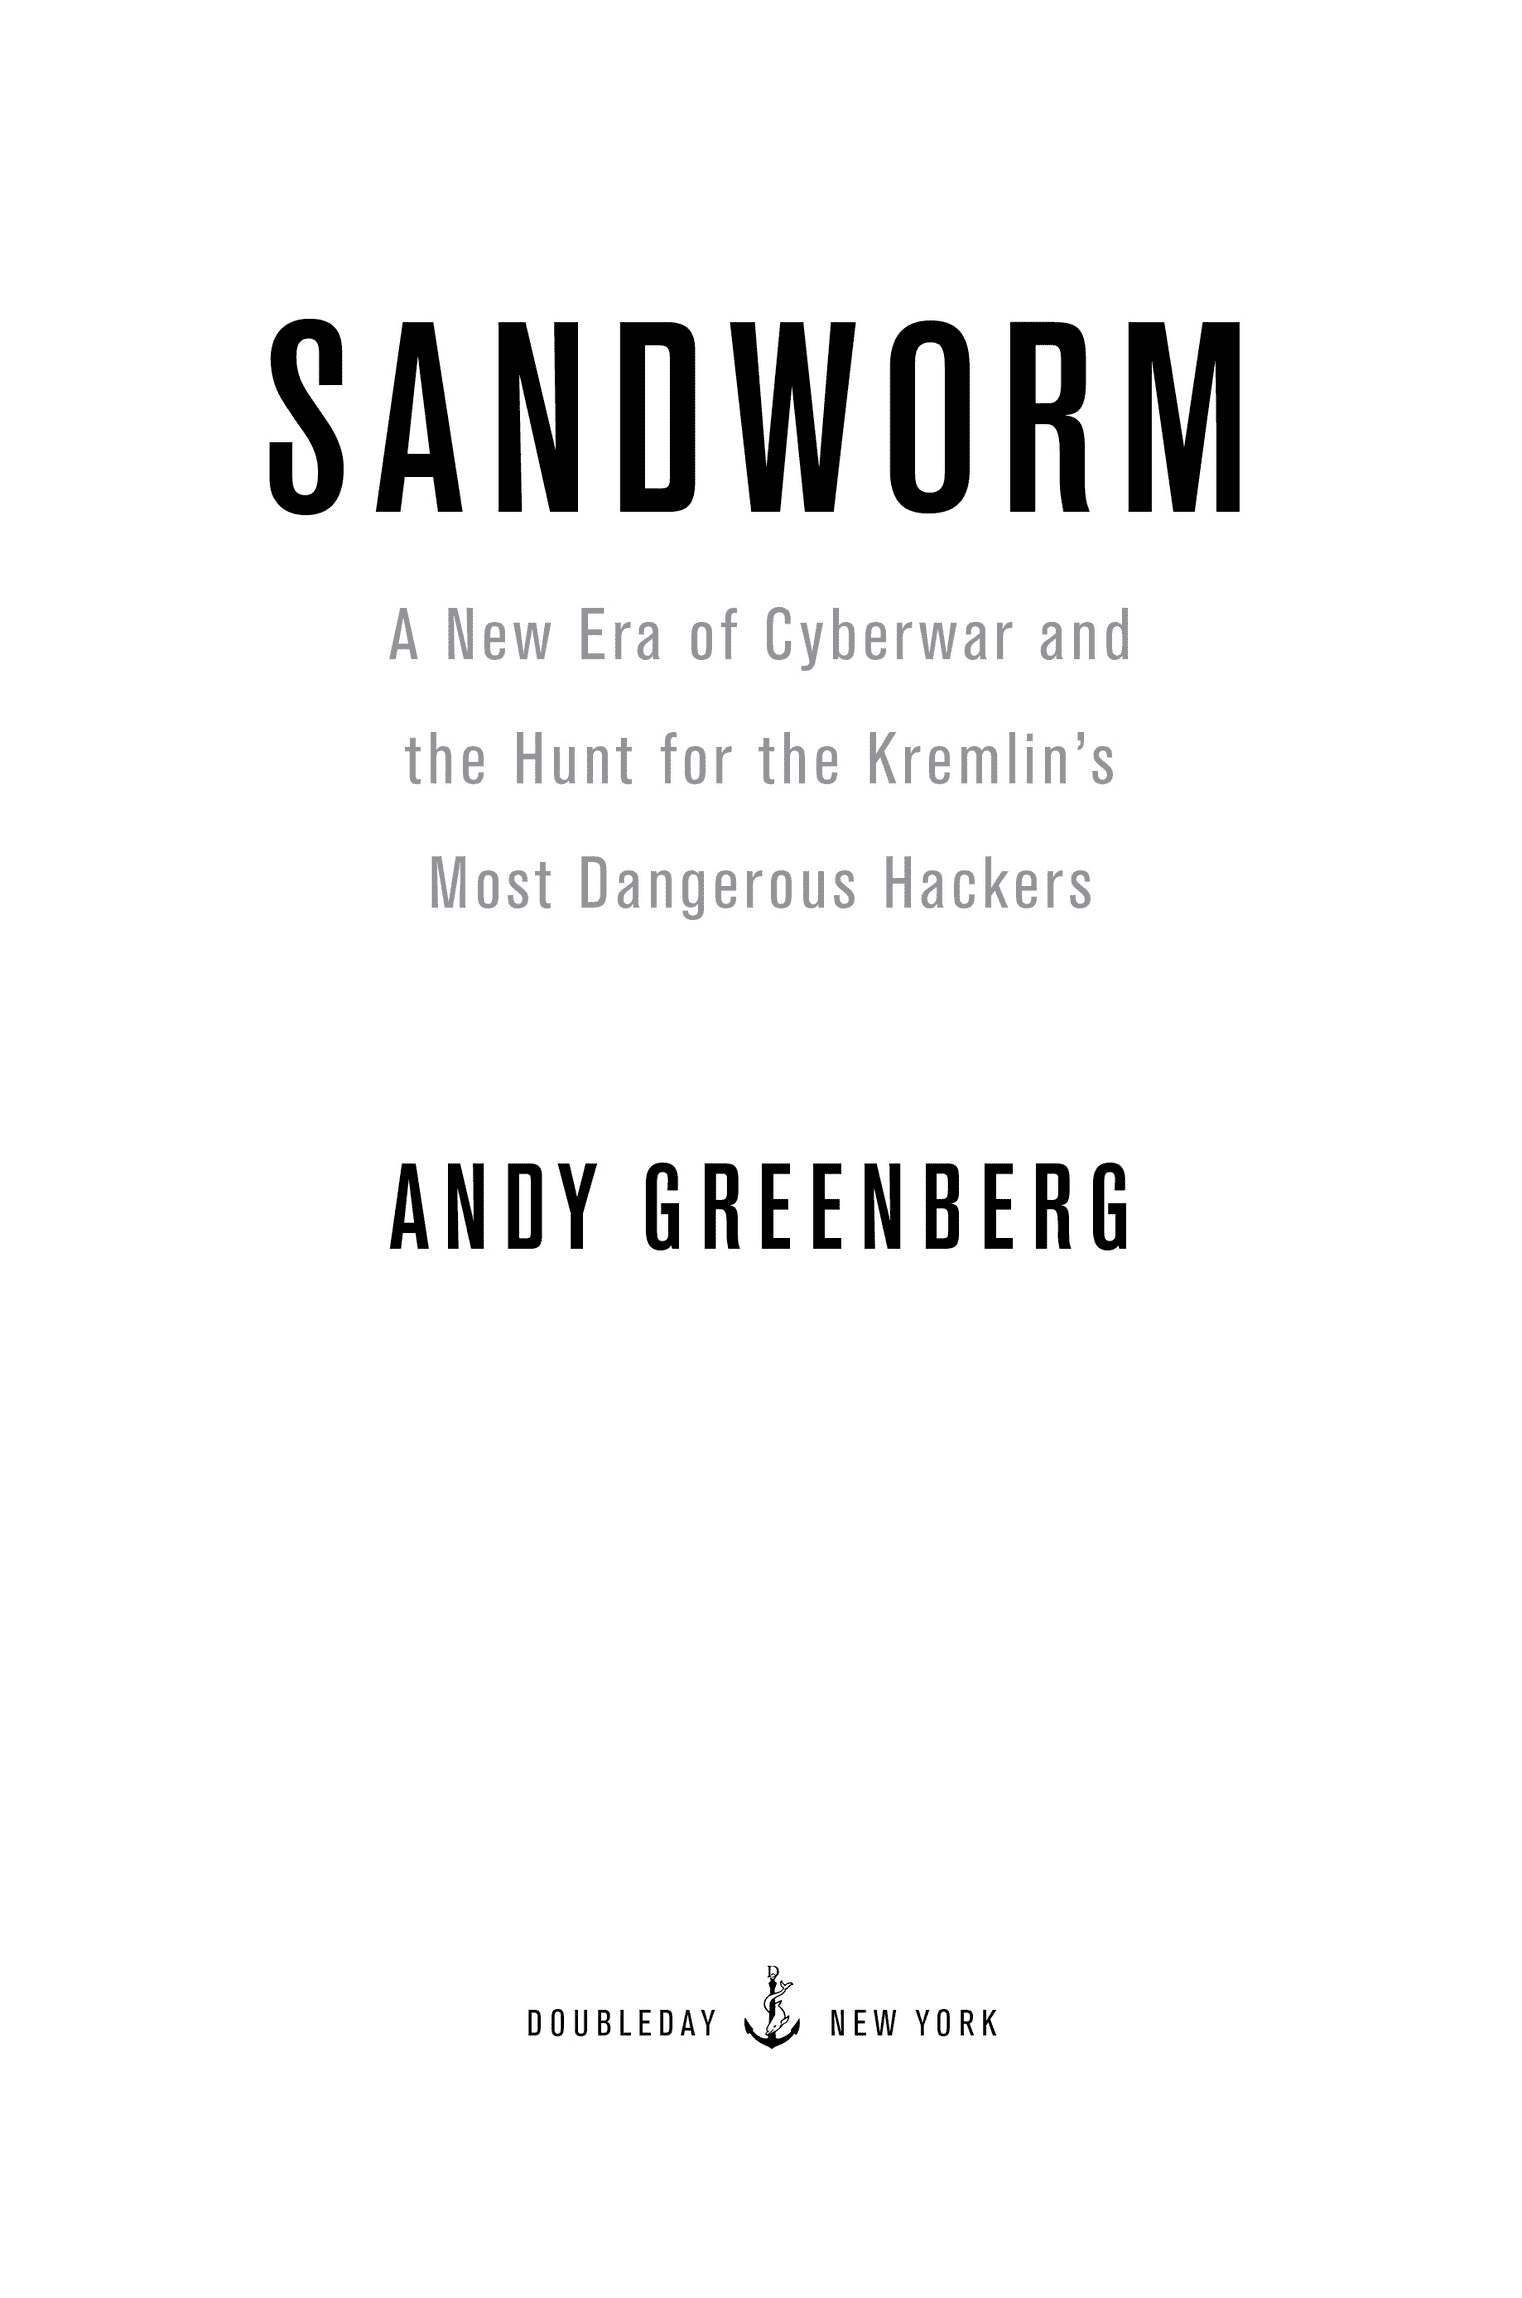 SANDWORM
A New Era of Cyberwar and
the Hunt for the Kremlin’s
Most Dangerous Hackers
ANDY GREENBERG
D
DOUBLEDAY NEW YORK